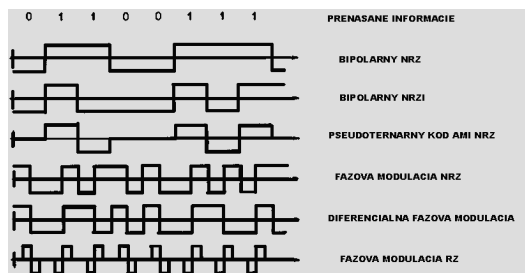 0 1 1 0 0 1 1 1 PRENASANE INFORMACIE
BIPOLARNY NRZ
BIPOLARNY NRZI
PSEUDOTERNARNY KOD AMI NRZ
FAZOVA MODULACIA NRZ
DIFERENCIALNA FAZOVA MODULACIA
FAZOVA MODULACIA RZ